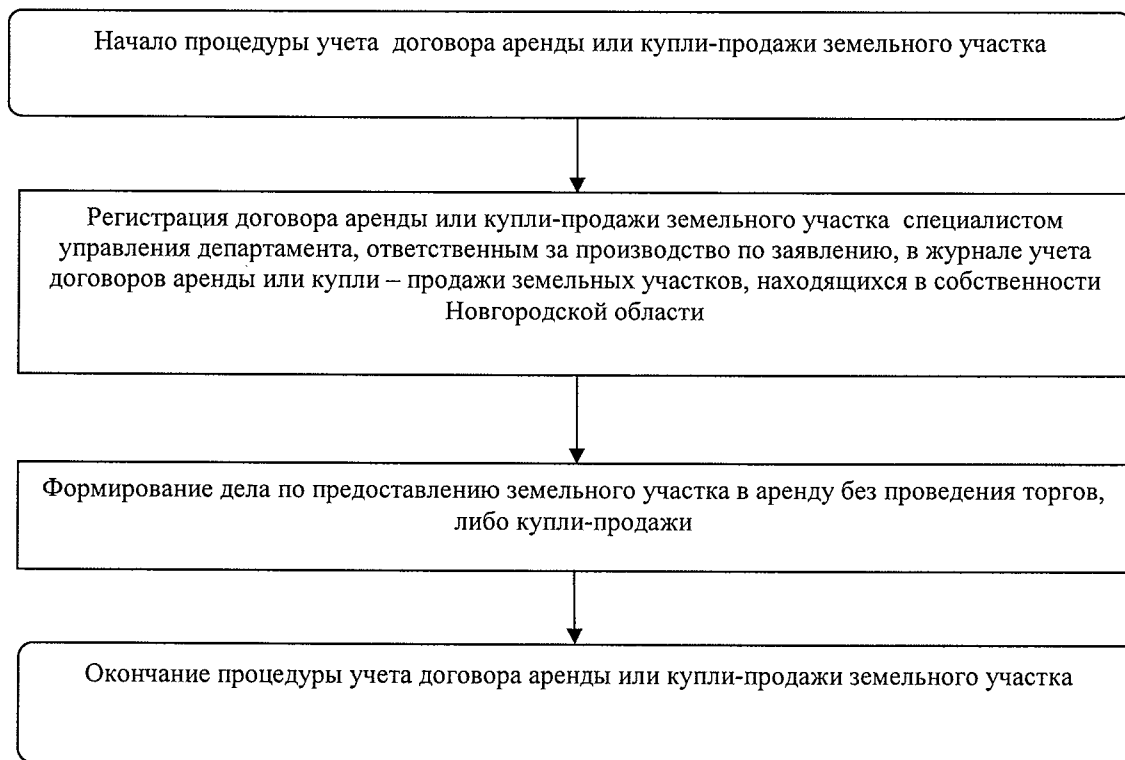 Начало процедуры учета договора аренды или купли-продажи земельного участка
Регистрация договора аренды или купли-продажи земельного участка специалистом
управления департамента, ответственным за производство по заявлению, в журнале учета
договоров аренды или купли – продажи земельных участков, находящихся в собственности
Новгородской области
Формирование дела по предоставлению земельного участка в аренду без проведения торгов,
либо купли-продажи
Окончание процедуры учета договора аренды или купли-продажи земельного участка